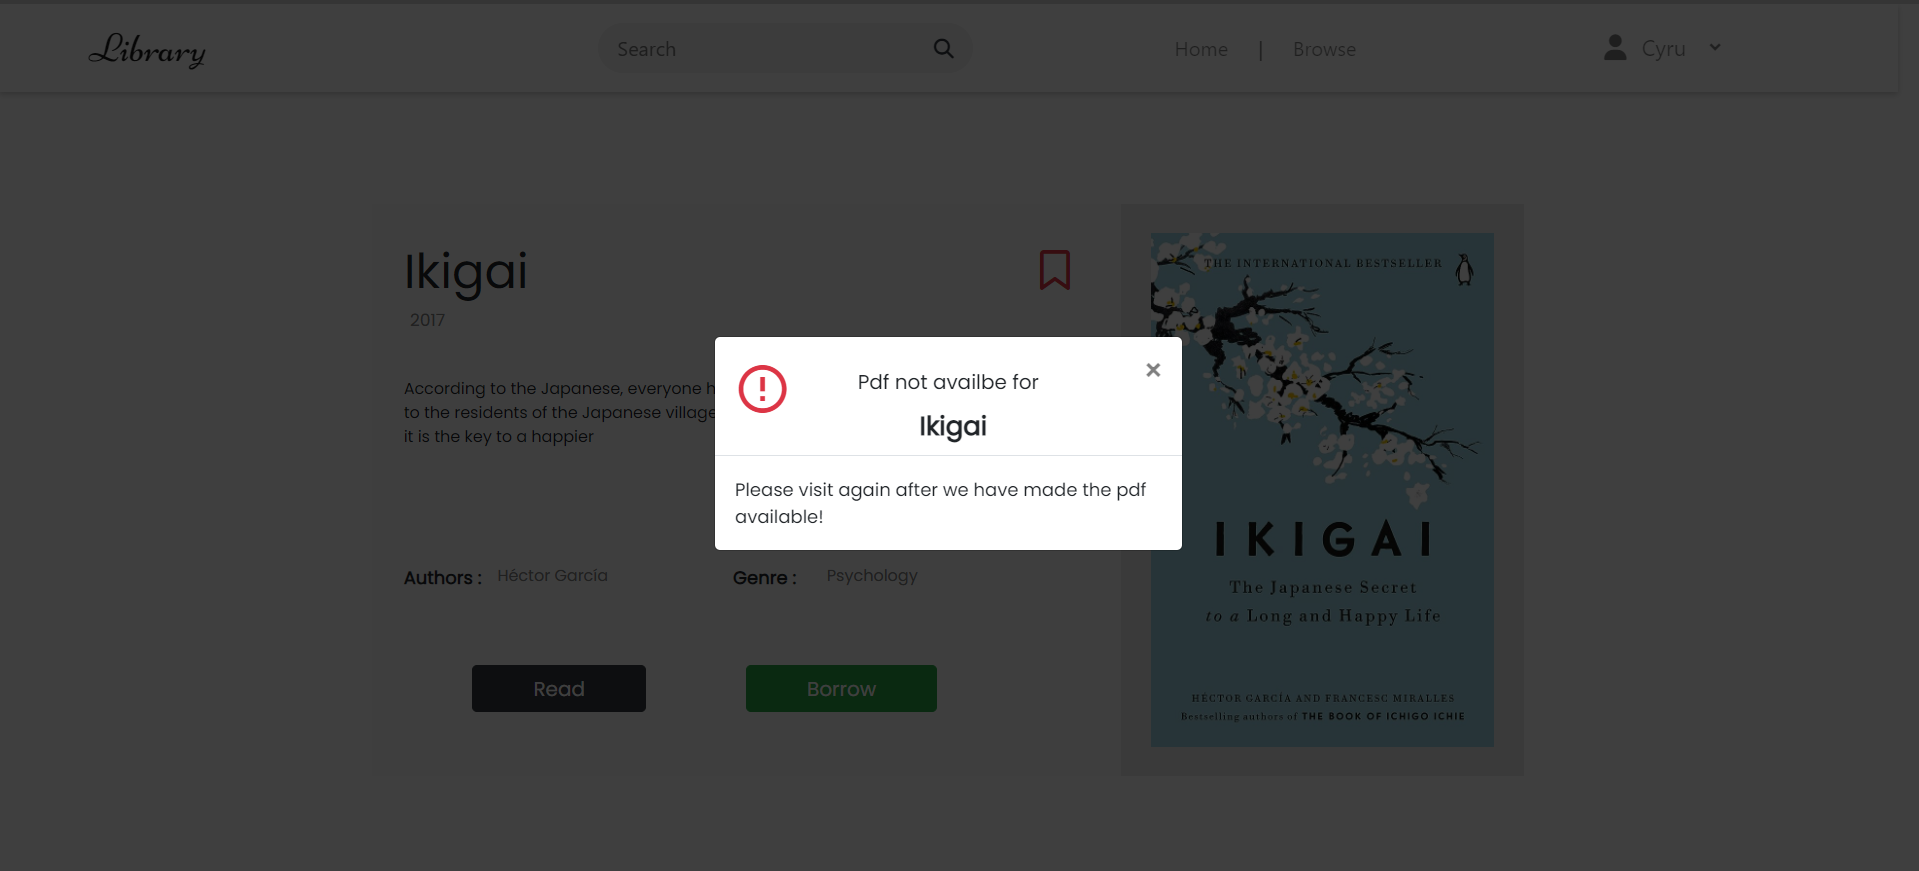 Library
Search
Home | Browse
Cyru
Ikigai
2017
According to the Japanese, everyone h
to the residents of the Japanese village
it is the key to a happier
Authors : Héctor García
Genre : Psychology
Read
Borrow
Pdf not availbe for
Ikigai
Please visit again after we have made the pdf
available!
THE INTERNATIONAL BESTSELLER
IKIGAI
The Japanese Secret
to a Long and Happy Life
HÉCTOR GARCÍA AND FRANCESC MIRALLES
Bestselling authors of THE BOOK OF ICHIGO ICHIE